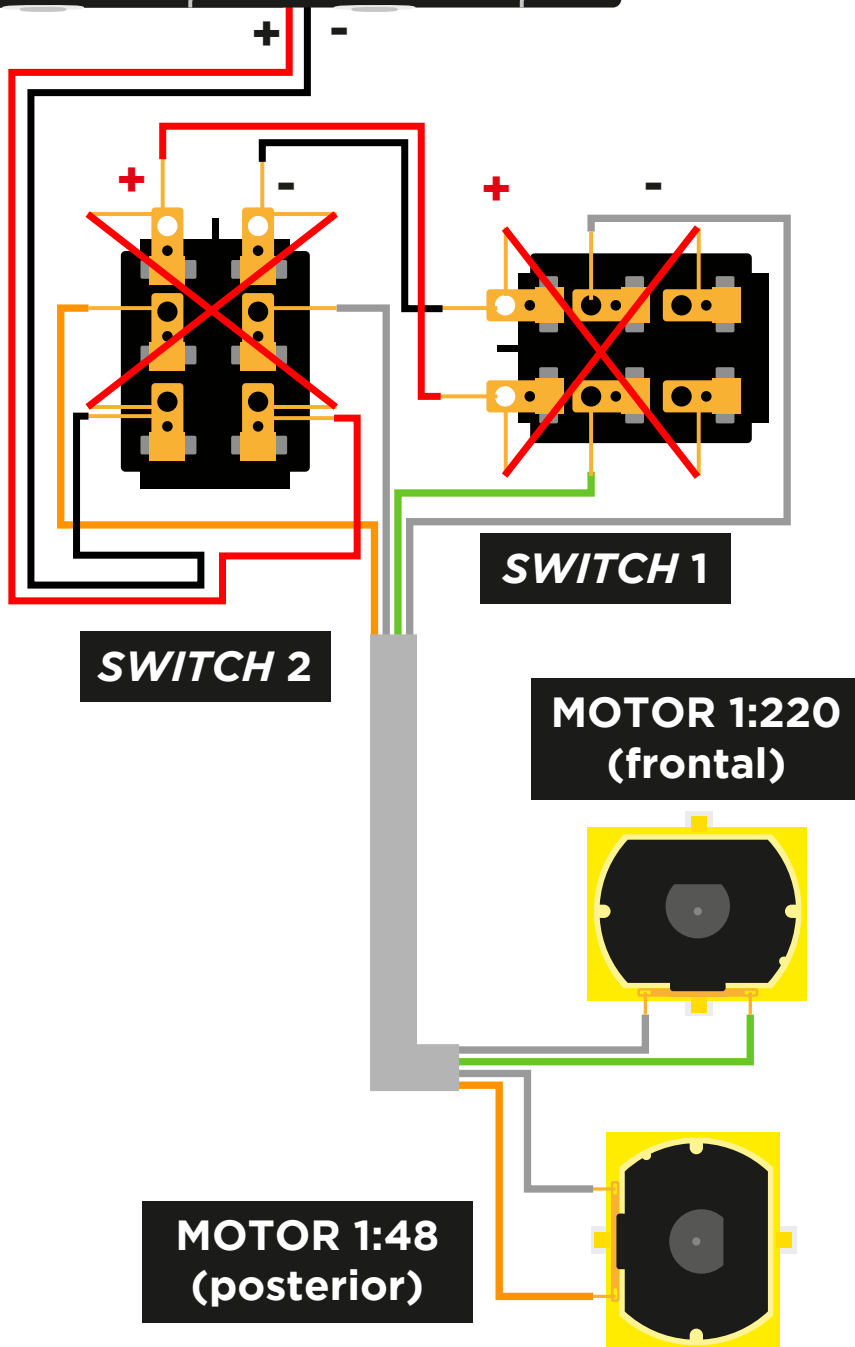 + -
+ -
+ -
SWITCH 1
SWITCH 2
MOTOR 1:220
(frontal)
MOTOR 1:48
(posterior)